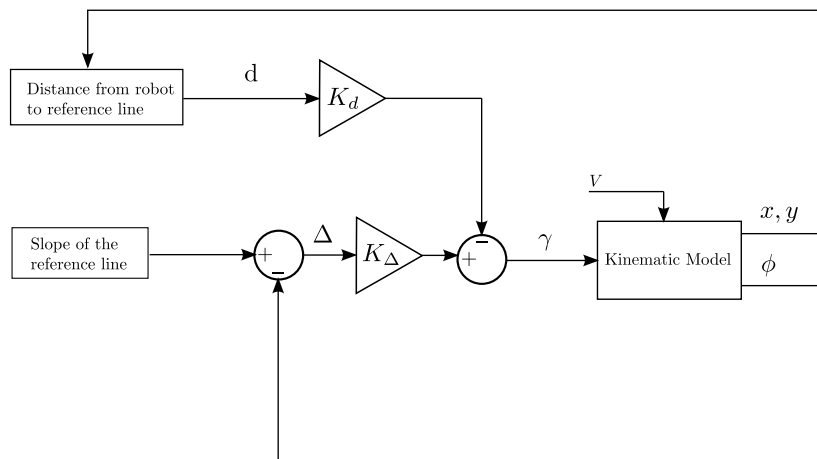 d
Distance from robot
to reference line
K_d
V
x, y
Slope of the
reference line
+
−
Δ
K_Δ
+
−
γ
Kinematic Model
ϕ